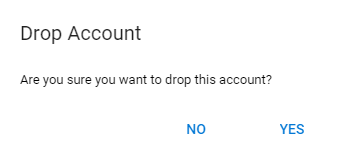 Drop Account
Are you sure you want to drop this account?
NO YES